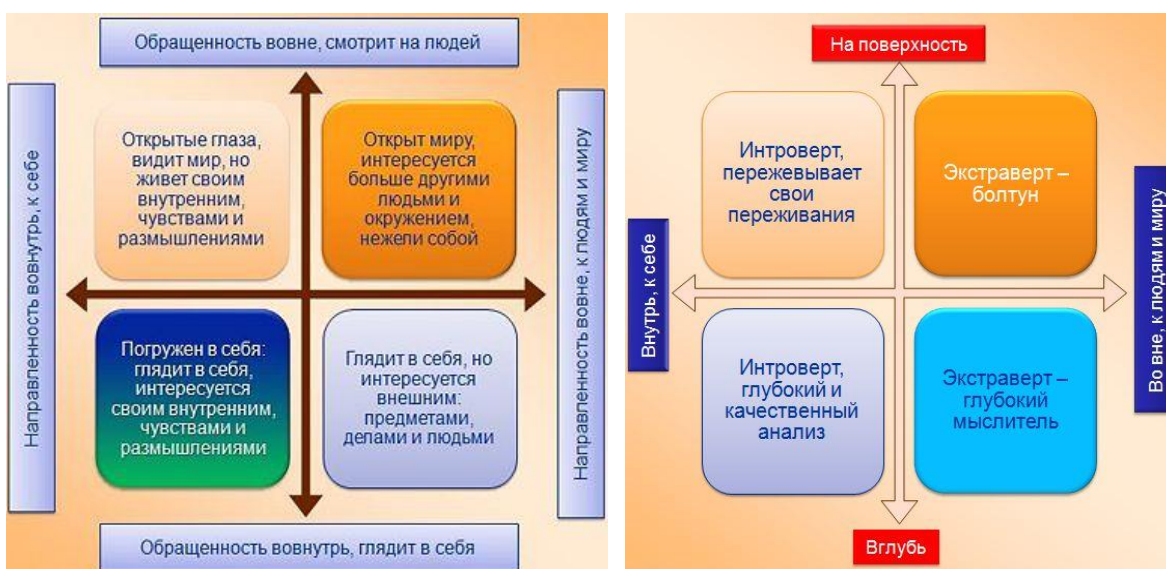 Обращенность вовне, смотрит на людей
Направленность вовнутрь, к себе
Открытые глаза,
видит мир, но
живет своим
внутренним,
чувствами и
размышлениями
Открыт миру,
интересуется
больше другими
людьми и
окружением,
нежели собой
Направленность вовне, к людям и миру
Погружен в себя:
глядит в себя,
интересуется
своим внутренним,
чувствами и
размышлениями
Глядит в себя, но
интересуется
внешним:
предметами,
делами и людьми
Обращенность вовнутрь, глядит в себя
На поверхность
Внутрь, к себе
Интроверт,
пережевывает
свои
переживания
Экстраверт –
болтун
Во вне, к людям и миру
Интроверт,
глубокий и
качественный
анализ
Экстраверт –
глубокий
мыслитель
Вглубь